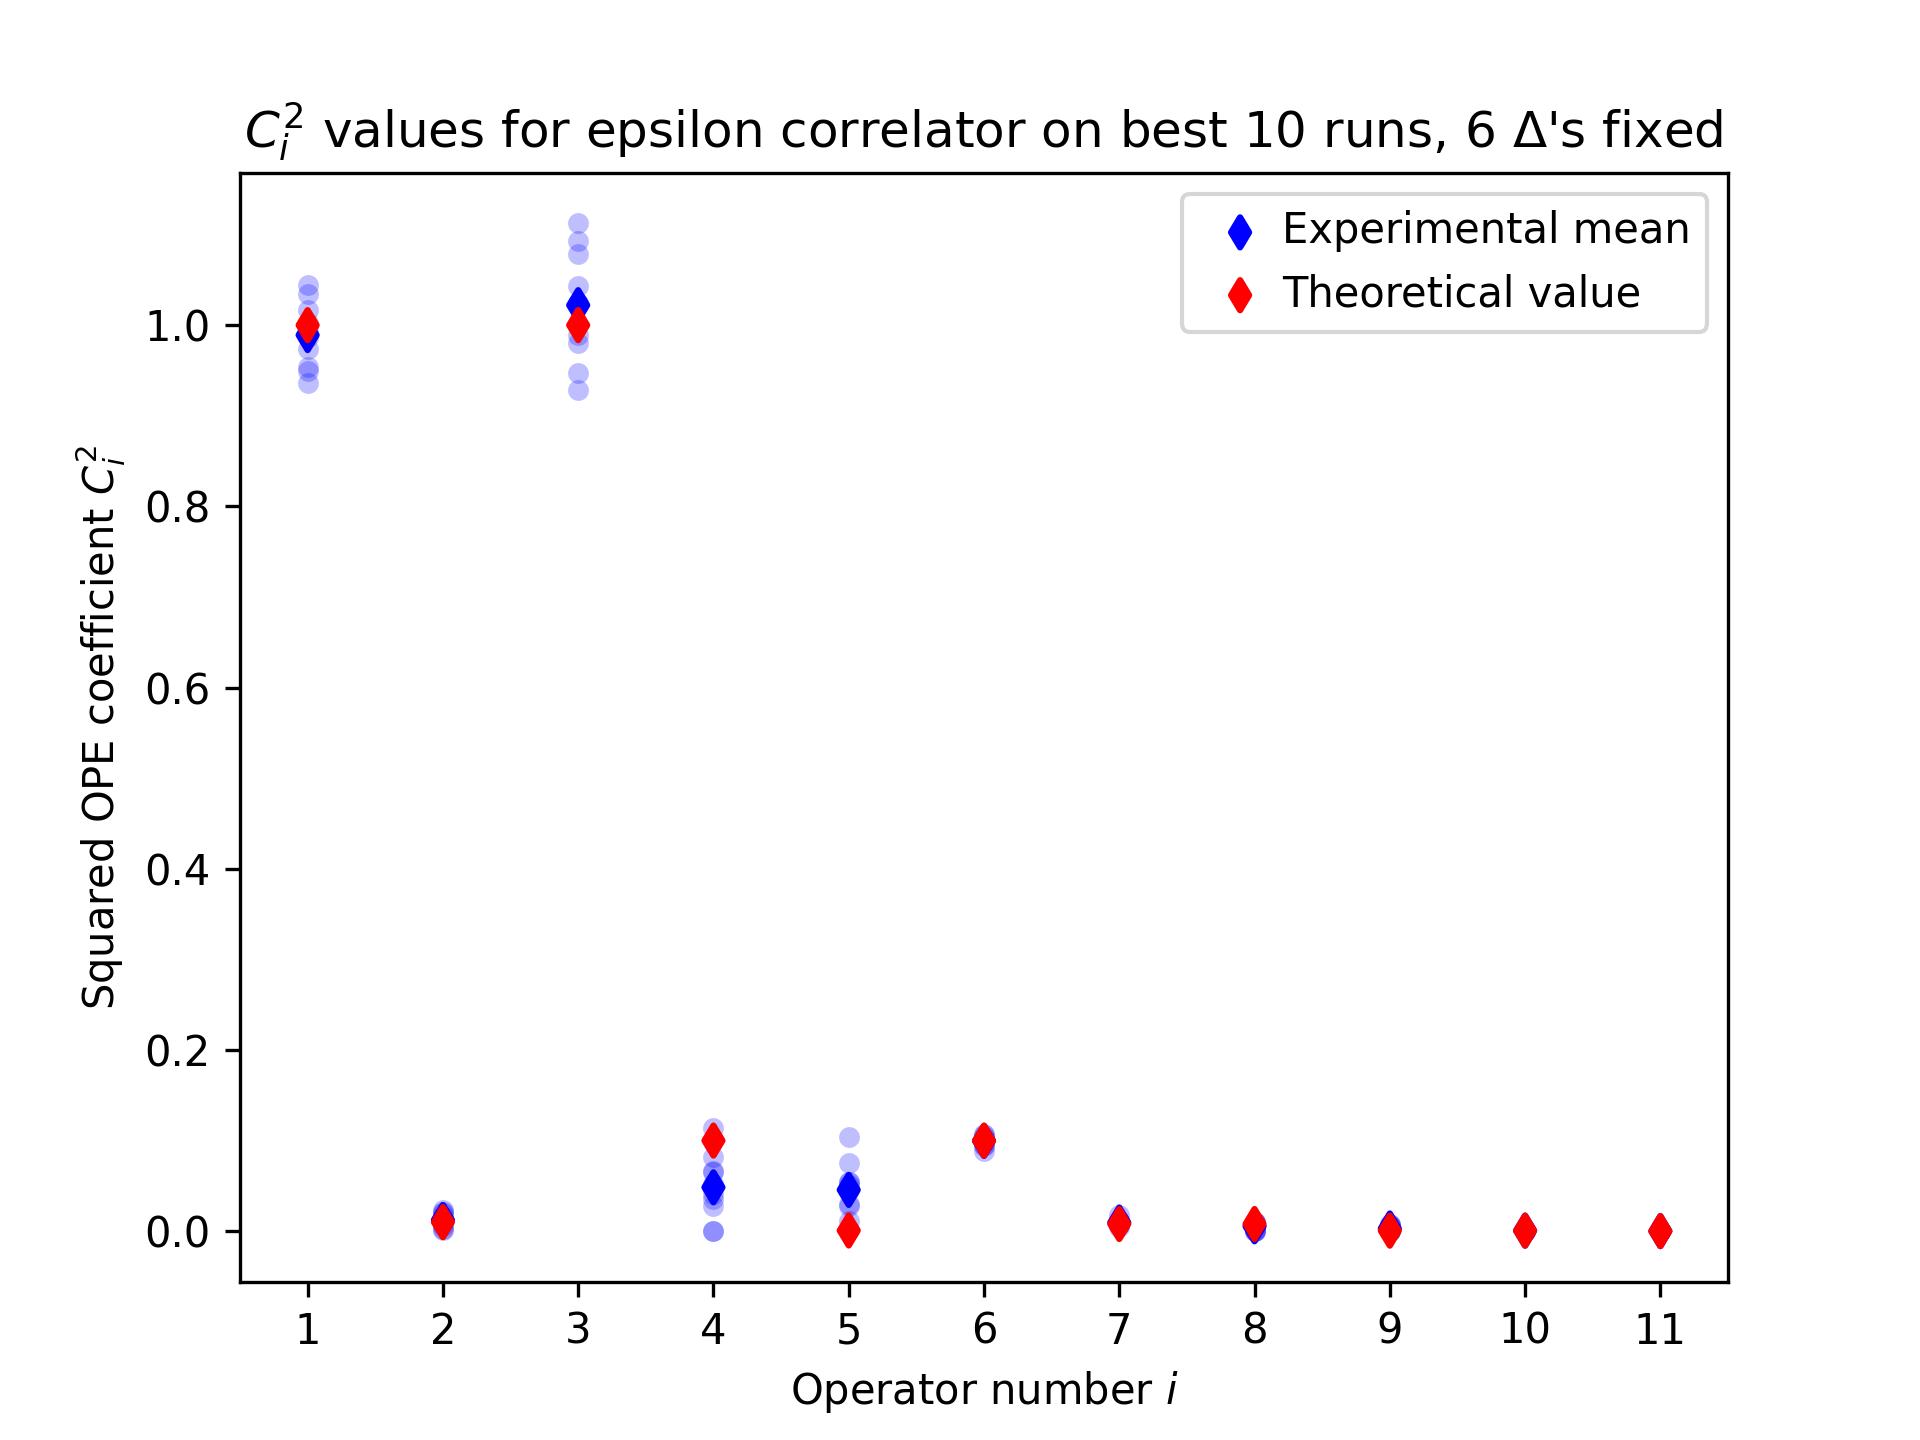 C_i^2 values for epsilon correlator on best 10 runs, 6 Δ's fixed
Experimental mean
Theoretical value
Squared OPE coefficient C_i^2
1.0
0.8
0.6
0.4
0.2
0.0
1 2 3 4 5 6 7 8 9 10 11
Operator number i